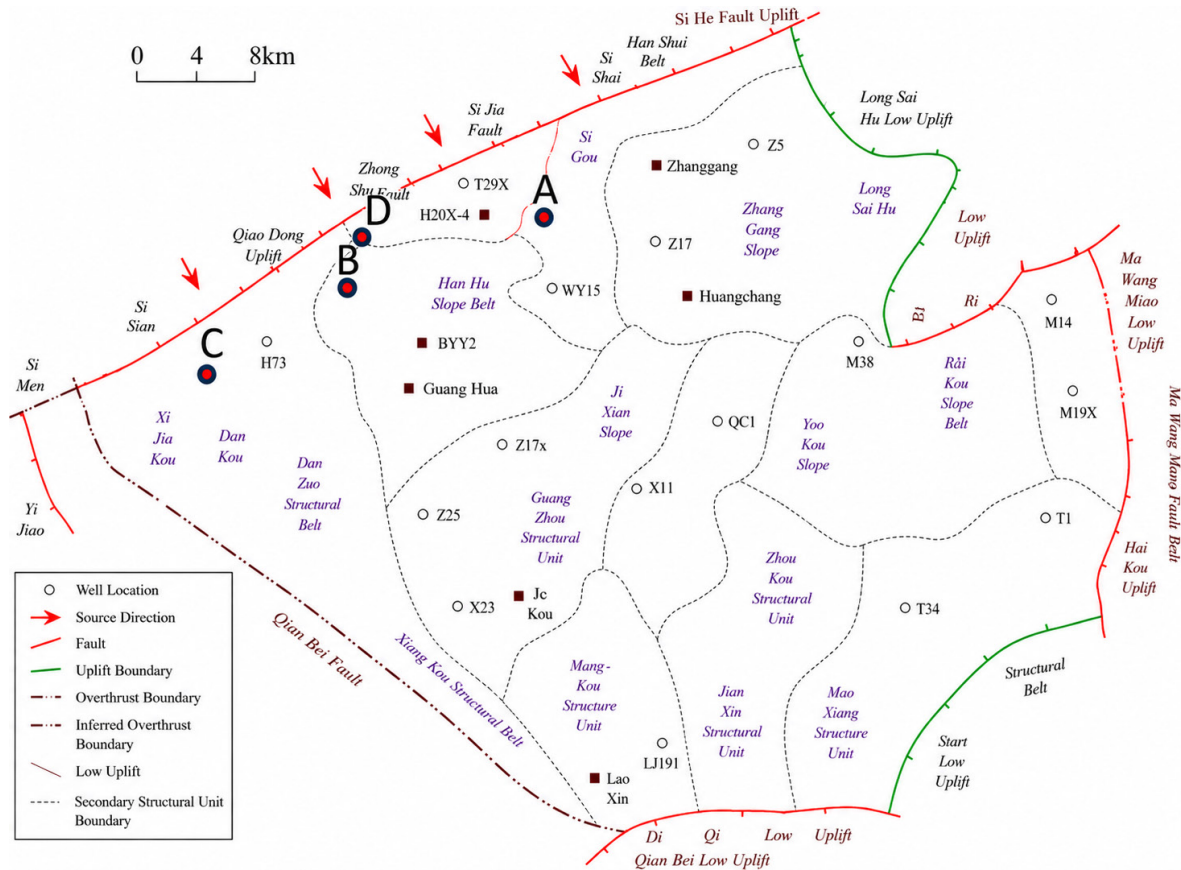 Si He Fault Uplift
0 4 8km
Han Shui
Belt
Si
Shai
Si Jia
Fault
Long Sai
Hu Low Uplift
Si
Gou
Z5
Zhong
Shu Fault
T29X
Zhanggang
A
H20X-4
Long
Sai Hu
Zhang
Gang
Slope
Low
Uplift
D
Qiao Dong
Uplift
Z17
B
Han Hu
Slope Belt
WY15
Huangchang
Ma
Wang
Miao
Low
Uplift
Bl
Ri
M14
Si
Sian
C
H73
BYY2
M38
Si
Men
Guang Hua
Ji
Xian
Slope
Rài
Kou
Slope
Belt
M19X
Ma Wang Mano Fault Belt
Xi
Jia
Kou
Dan
Kou
QC1
Yoo
Kou
Slope
Z17x
Dan
Zuo
Structural
Belt
X11
Yi
Jiao
Z25
Guang
Zhou
Structural
Unit
T1
Hai
Kou
Uplift
Zhou
Kou
Structural
Unit
X23
Jc
Kou
T34
Qian Bei Fault
Xiang Kou Structural Belt
Mang-
Kou
Structure
Unit
Jian
Xin
Structural
Unit
Mao
Xiang
Structure
Unit
Structural
Belt
LJ191
Start
Low
Uplift
Lao
Xin
Di Qi Low Uplift
Qian Bei Low Uplift
Well Location
Source Direction
Fault
Uplift Boundary
Overthrust Boundary
Inferred Overthrust
Boundary
Low Uplift
Secondary Structural Unit
Boundary